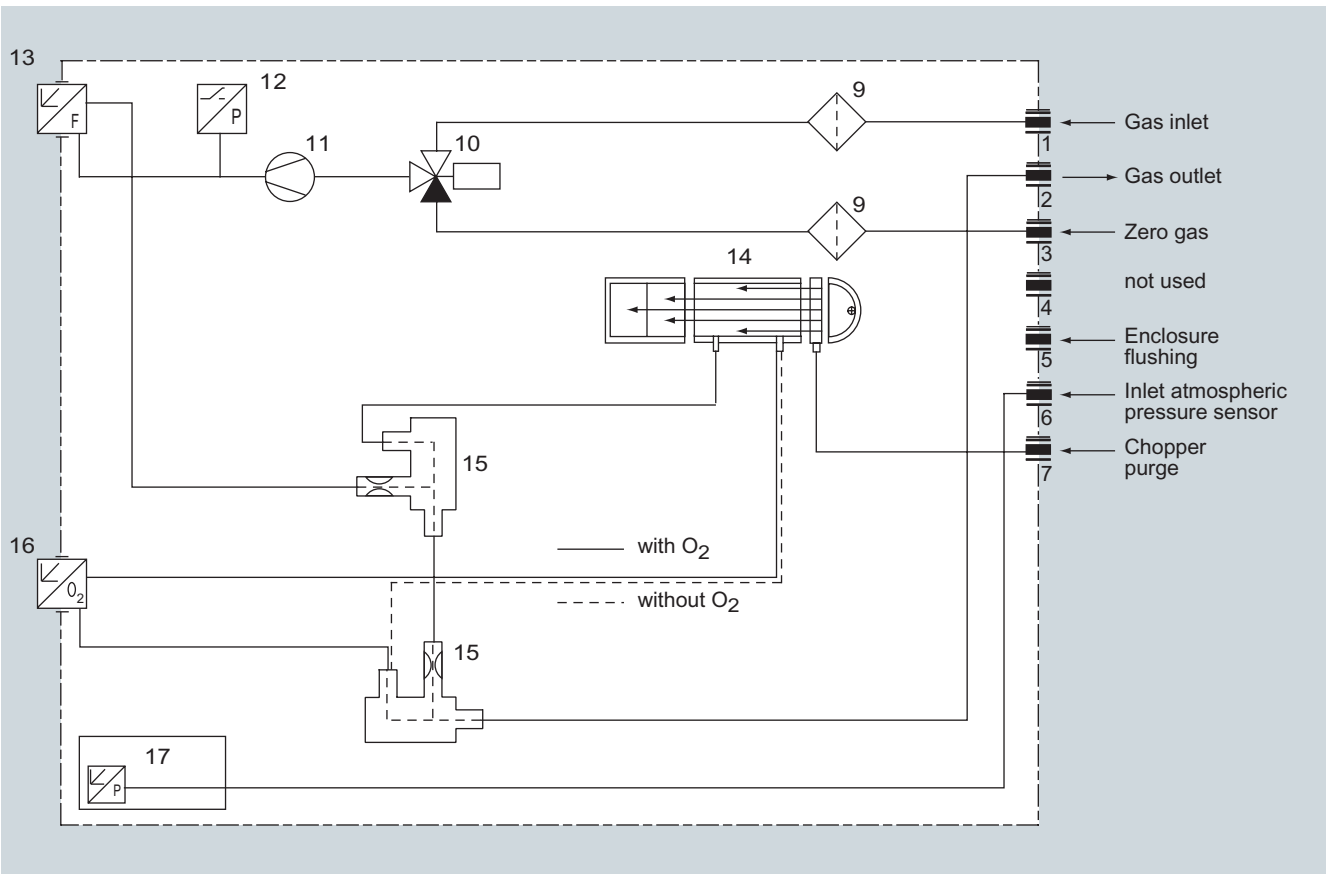 13
F
12
P
11
10
9
1
Gas inlet
2
Gas outlet
9
3
Zero gas
14
4
not used
5
Enclosure
flushing
6
Inlet atmospheric
pressure sensor
7
Chopper
purge
15
16
O2
with O2
without O2
15
17
P